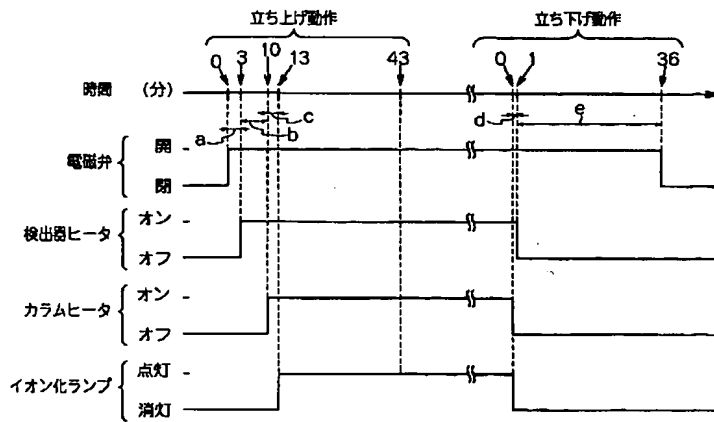 立ち上げ動作
立ち下げ動作
0 3 10 13 43 0 1 36
時間 (分)
a b c d e
電磁弁
開
閉
検出器ヒータ
オン
オフ
カラムヒータ
オン
オフ
イオン化ランプ
点灯
消灯